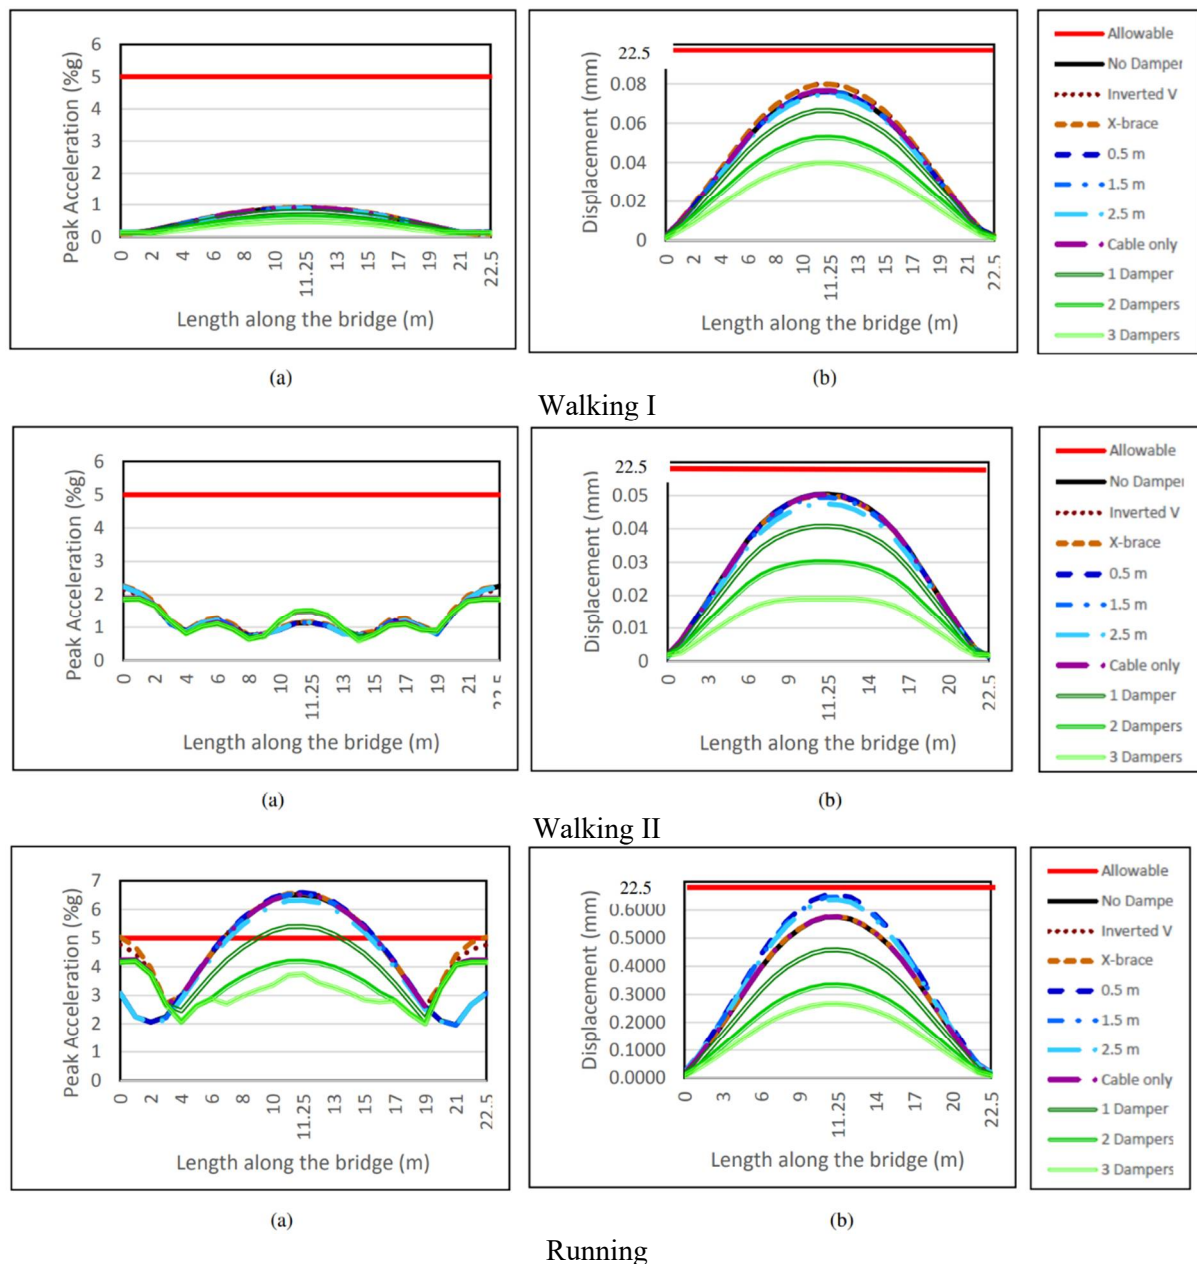 Peak Acceleration (%g)
6
5
4
3
2
1
0
0
2
4
6
8
10
11.25
13
15
17
19
21
22.5
Length along the bridge (m)
(a)
Displacement (mm)
22.5
0.08
0.06
0.04
0.02
0
0
2
4
6
8
10
11.25
13
15
17
19
21
22.5
Length along the bridge (m)
(b)
Allowable
No Damper
Inverted V
X-brace
0.5 m
1.5 m
2.5 m
Cable only
1 Damper
2 Dampers
3 Dampers
Walking I
Peak Acceleration (%g)
6
5
4
3
2
1
0
0
2
4
6
8
10
11.25
13
15
17
19
21
22.5
Length along the bridge (m)
(a)
Displacement (mm)
22.5
0.05
0.04
0.03
0.02
0.01
0
0
3
6
9
11.25
14
17
20
22.5
Length along the bridge (m)
(b)
Allowable
No Damper
Inverted V
X-brace
0.5 m
1.5 m
2.5 m
Cable only
1 Damper
2 Dampers
3 Dampers
Walking II
Peak Acceleration (%g)
7
6
5
4
3
2
1
0
0
2
4
6
8
10
11.25
13
15
17
19
21
22.5
Length along the bridge (m)
(a)
Displacement (mm)
22.5
0.6000
0.5000
0.4000
0.3000
0.2000
0.1000
0.0000
0
3
6
9
11.25
14
17
20
22.5
Length along the bridge (m)
(b)
Allowable
No Dampe
Inverted V
X-brace
0.5 m
1.5 m
2.5 m
Cable only
1 Damper
2 Dampers
3 Dampers
Running